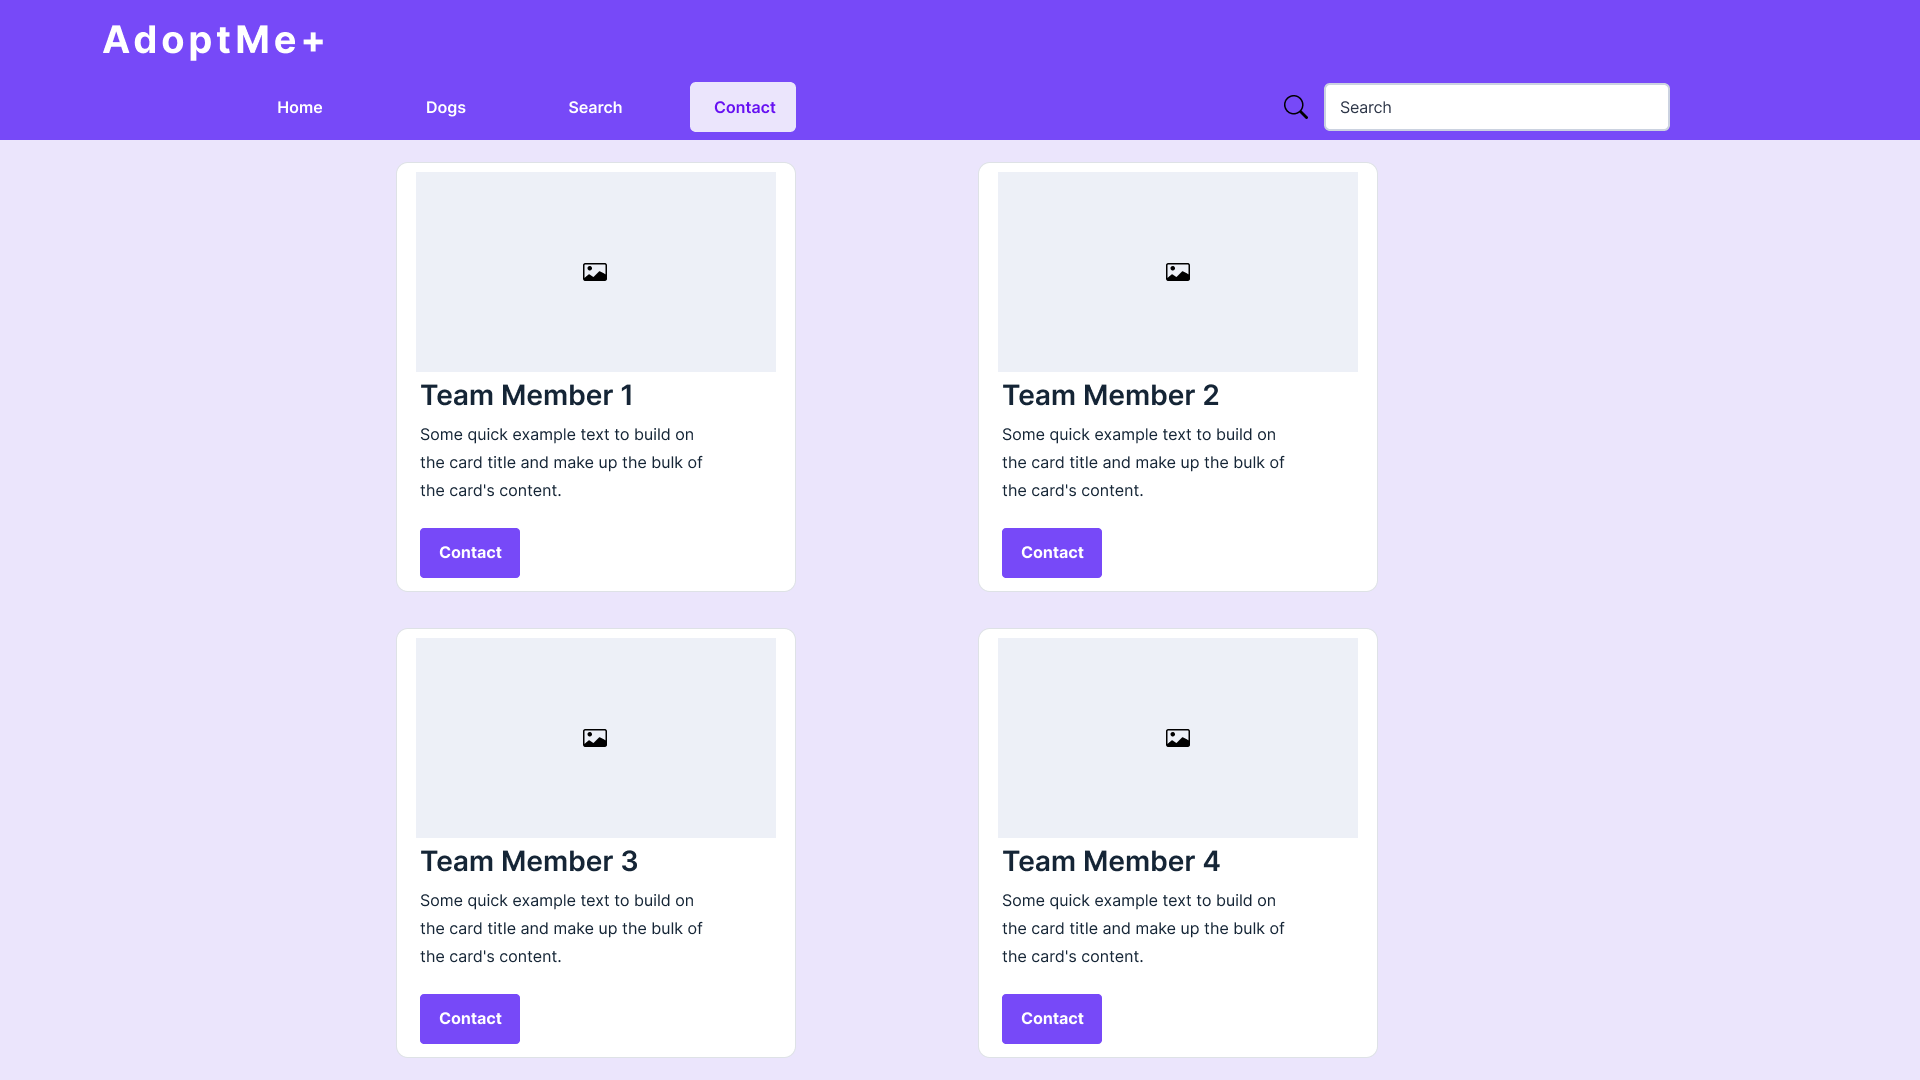 AdoptMe+
Home
Dogs
Search
Contact
Search
Team Member 1
Some quick example text to build on
the card title and make up the bulk of
the card's content.
Contact
Team Member 2
Some quick example text to build on
the card title and make up the bulk of
the card's content.
Contact
Team Member 3
Some quick example text to build on
the card title and make up the bulk of
the card's content.
Contact
Team Member 4
Some quick example text to build on
the card title and make up the bulk of
the card's content.
Contact